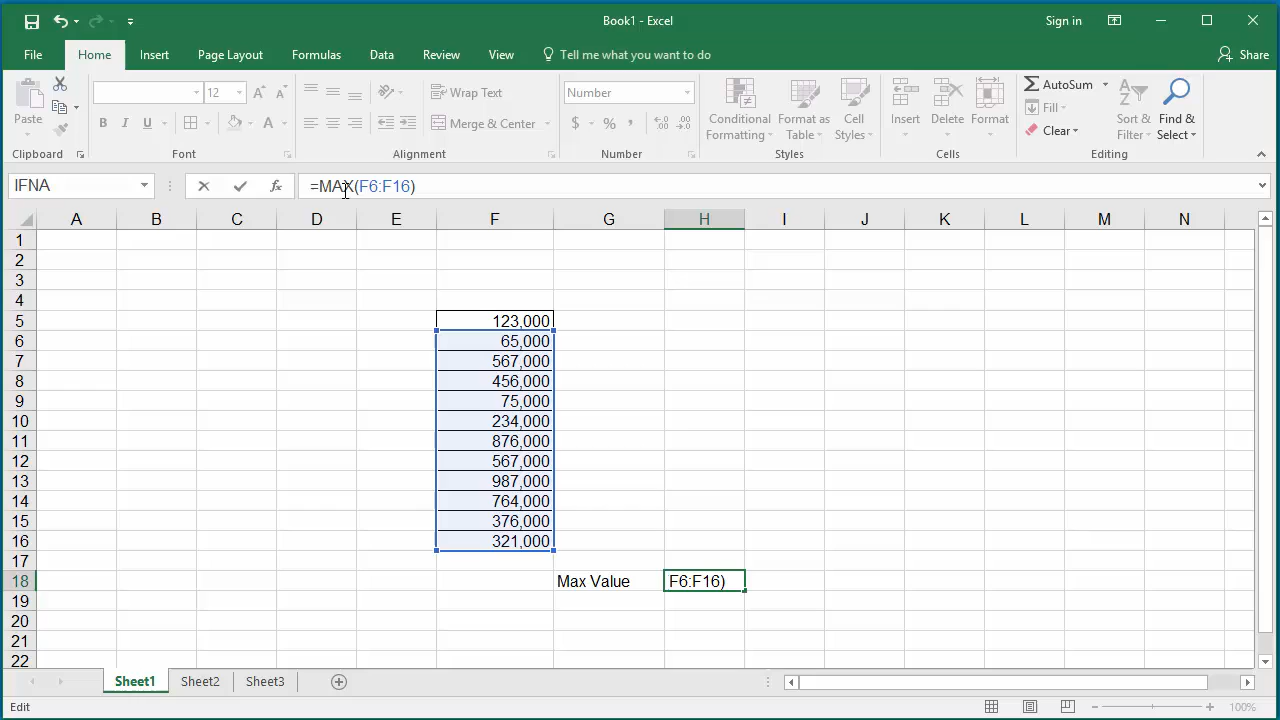 Book1 - Excel
Sign in
File Home Insert Page Layout Formulas Data Review View Tell me what you want to do Share
Paste
12
Wrap Text
Merge & Center
Number
$ %
Conditional Formatting
Format as Table
Cell Styles
Insert
Delete
Format
AutoSum
Fill
Clear
Sort & Filter
Find & Select
Clipboard Font Alignment Number Styles Cells Editing
IFNA fx =MAX(F6:F16)
A B C D E F G H I J K L M N
1
2
3
4
5 123,000
6 65,000
7 567,000
8 456,000
9 75,000
10 234,000
11 876,000
12 567,000
13 987,000
14 764,000
15 376,000
16 321,000
17
18 Max Value F6:F16)
19
20
21
22
Sheet1 Sheet2 Sheet3
Edit 100%